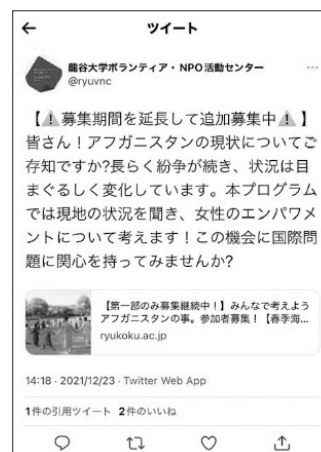 ツイート
龍谷大学ボランティア・NPO活動センター
@ryuvnc
【⚠募集期間を延長して追加募集中⚠】
皆さん！アフガニスタンの現状についてご
存知ですか?長らく紛争が続き、状況は目
まぐるしく変化しています。本プログラム
では現地の状況を聞き、女性のエンパワメ
ントについて考えます！この機会に国際問
題に関心を持ってみませんか?
【第一部のみ募集継続中！】みんなで考えよう
アフガニスタンの事。参加者募集！【春季海...
ryukoku.ac.jp
14:18 · 2021/12/23 · Twitter Web App
1件の引用ツイート 2件のいいね